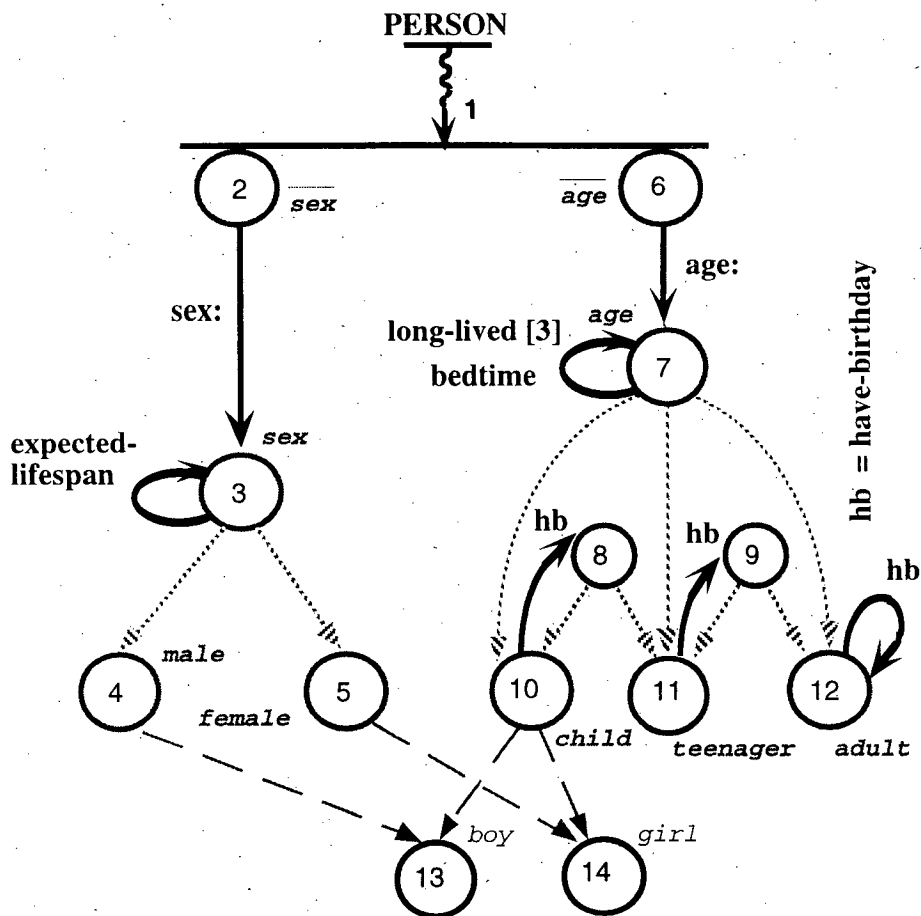 PERSON
1
2
sex
age
6
sex:
age:
long-lived [3]
bedtime
age
7
hb = have-birthday
expected-
lifespan
sex
3
hb
8
hb
9
hb
4
male
5
female
10
child
11
teenager
12
adult
13
boy
14
girl